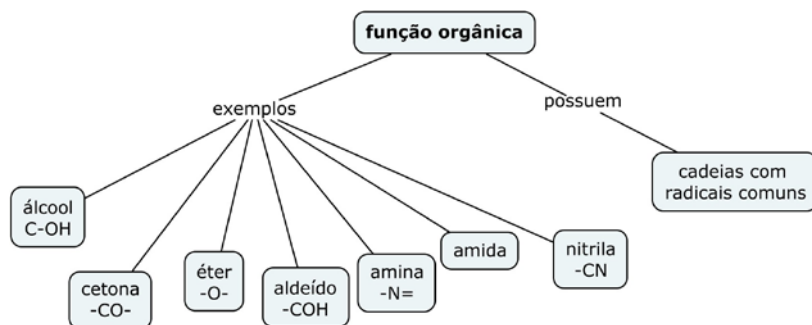 função orgânica
exemplos
possuem
cadeias com
radicais comuns
álcool
C-OH
cetona
-CO-
éter
-O-
aldeído
-COH
amina
-N=
amida
nitrila
-CN